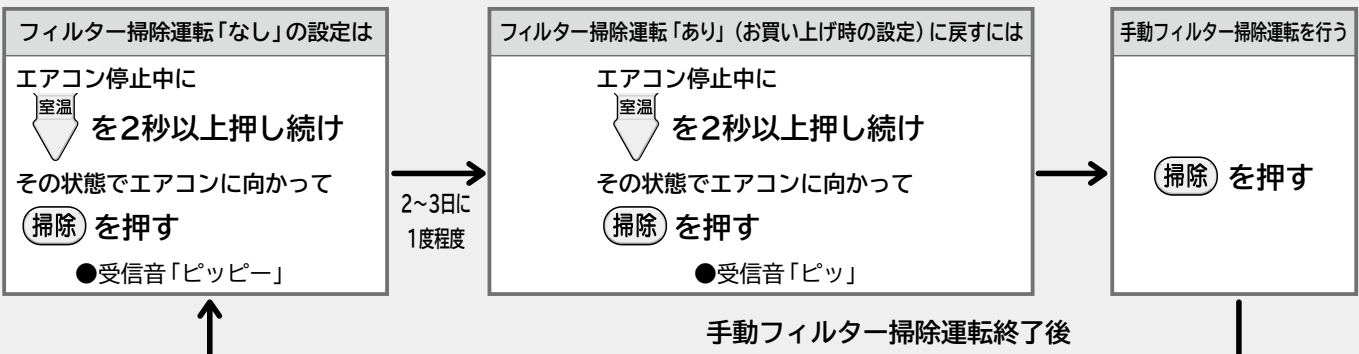 フィルター掃除運転「なし」の設定は
エアコン停止中に
室温
を2秒以上押し続け
その状態でエアコンに向かって
掃除 を押す
●受信音「ピッピー」
2~3日に
1度程度
フィルター掃除運転「あり」(お買い上げ時の設定)に戻すには
エアコン停止中に
室温
を2秒以上押し続け
その状態でエアコンに向かって
掃除 を押す
●受信音「ピッ」
手動フィルター掃除運転を行う
掃除 を押す
手動フィルター掃除運転終了後